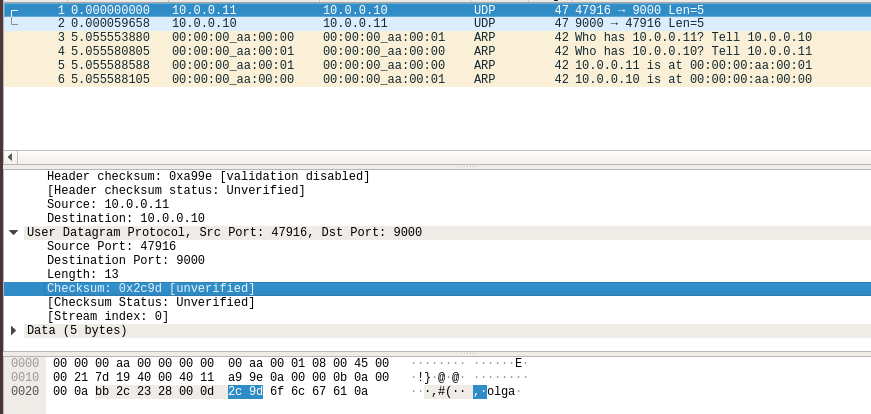 1 0.000000000 10.0.0.11 10.0.0.10 UDP 47 47916 → 9000 Len=5
2 0.000059658 10.0.0.10 10.0.0.11 UDP 47 9000 → 47916 Len=5
3 5.055553880 00:00:00_aa:00:00 00:00:00_aa:00:01 ARP 42 Who has 10.0.0.11? Tell 10.0.0.10
4 5.055580805 00:00:00_aa:00:01 00:00:00_aa:00:00 ARP 42 Who has 10.0.0.10? Tell 10.0.0.11
5 5.055588588 00:00:00_aa:00:01 00:00:00_aa:00:00 ARP 42 10.0.0.11 is at 00:00:00:aa:00:01
6 5.055588105 00:00:00_aa:00:00 00:00:00_aa:00:01 ARP 42 10.0.0.10 is at 00:00:00:aa:00:00
Header checksum: 0xa99e [validation disabled]
[Header checksum status: Unverified]
Source: 10.0.0.11
Destination: 10.0.0.10
User Datagram Protocol, Src Port: 47916, Dst Port: 9000
Source Port: 47916
Destination Port: 9000
Length: 13
Checksum: 0x2c9d [unverified]
[Checksum Status: Unverified]
[Stream index: 0]
Data (5 bytes)
0000 00 00 00 aa 00 00 00 00 00 aa 00 01 08 00 45 00 ········ ······E·
0010 00 21 7d 19 40 00 40 11 a9 9e 0a 00 00 0b 0a 00 ·!}·@·@· ········
0020 00 0a bb 2c 23 28 00 0d 2c 9d 6f 6c 67 61 0a ···,#(·· ,·olga·